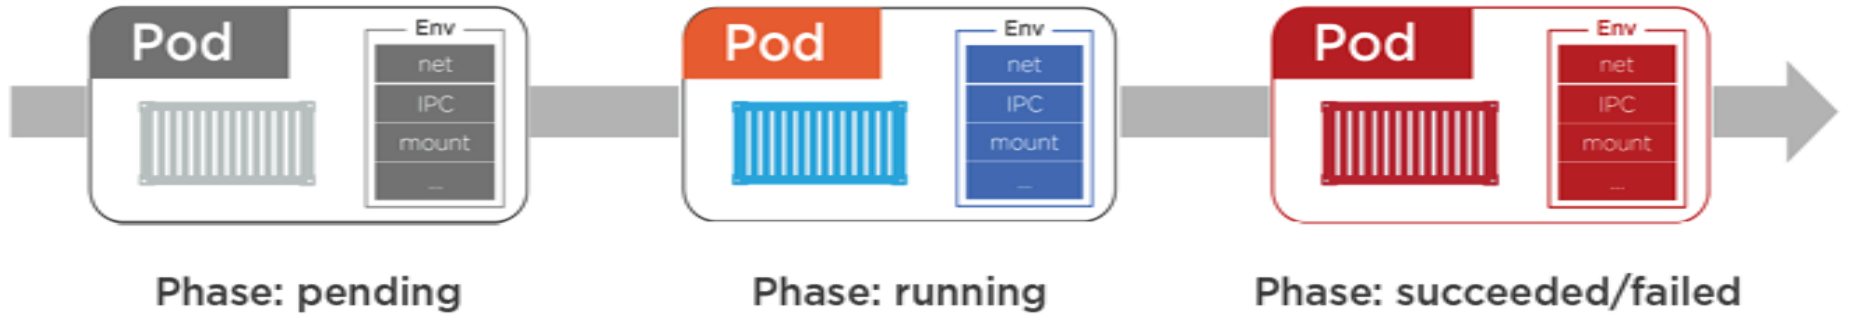 Pod
Env
net
IPC
mount
...
Phase: pending
Pod
Env
net
IPC
mount
...
Phase: running
Pod
Env
net
IPC
mount
...
Phase: succeeded/failed